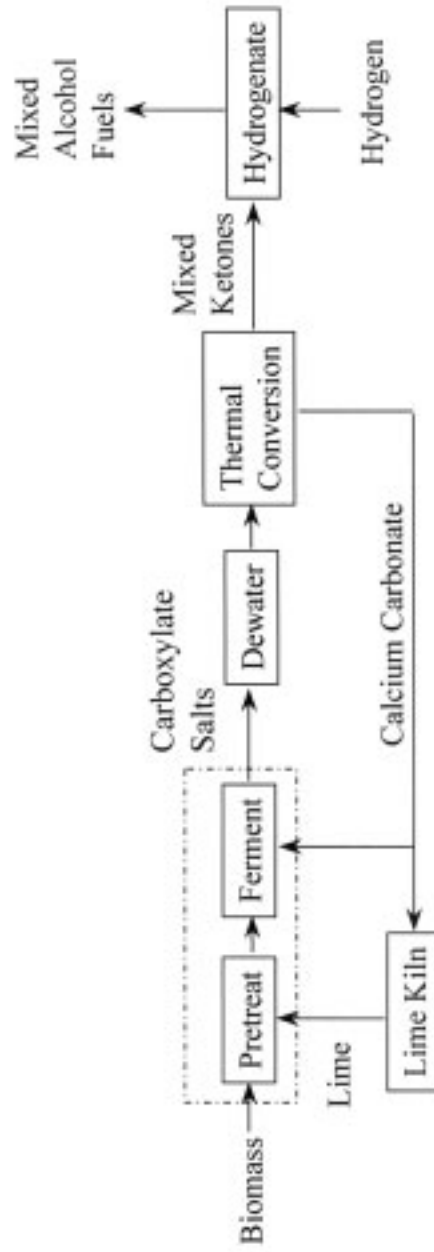 Biomass
Pretreat
Ferment
Carboxylate
Salts
Dewater
Thermal
Conversion
Mixed
Ketones
Hydrogenate
Mixed
Alcohol
Fuels
Hydrogen
Lime
Lime Kiln
Calcium Carbonate